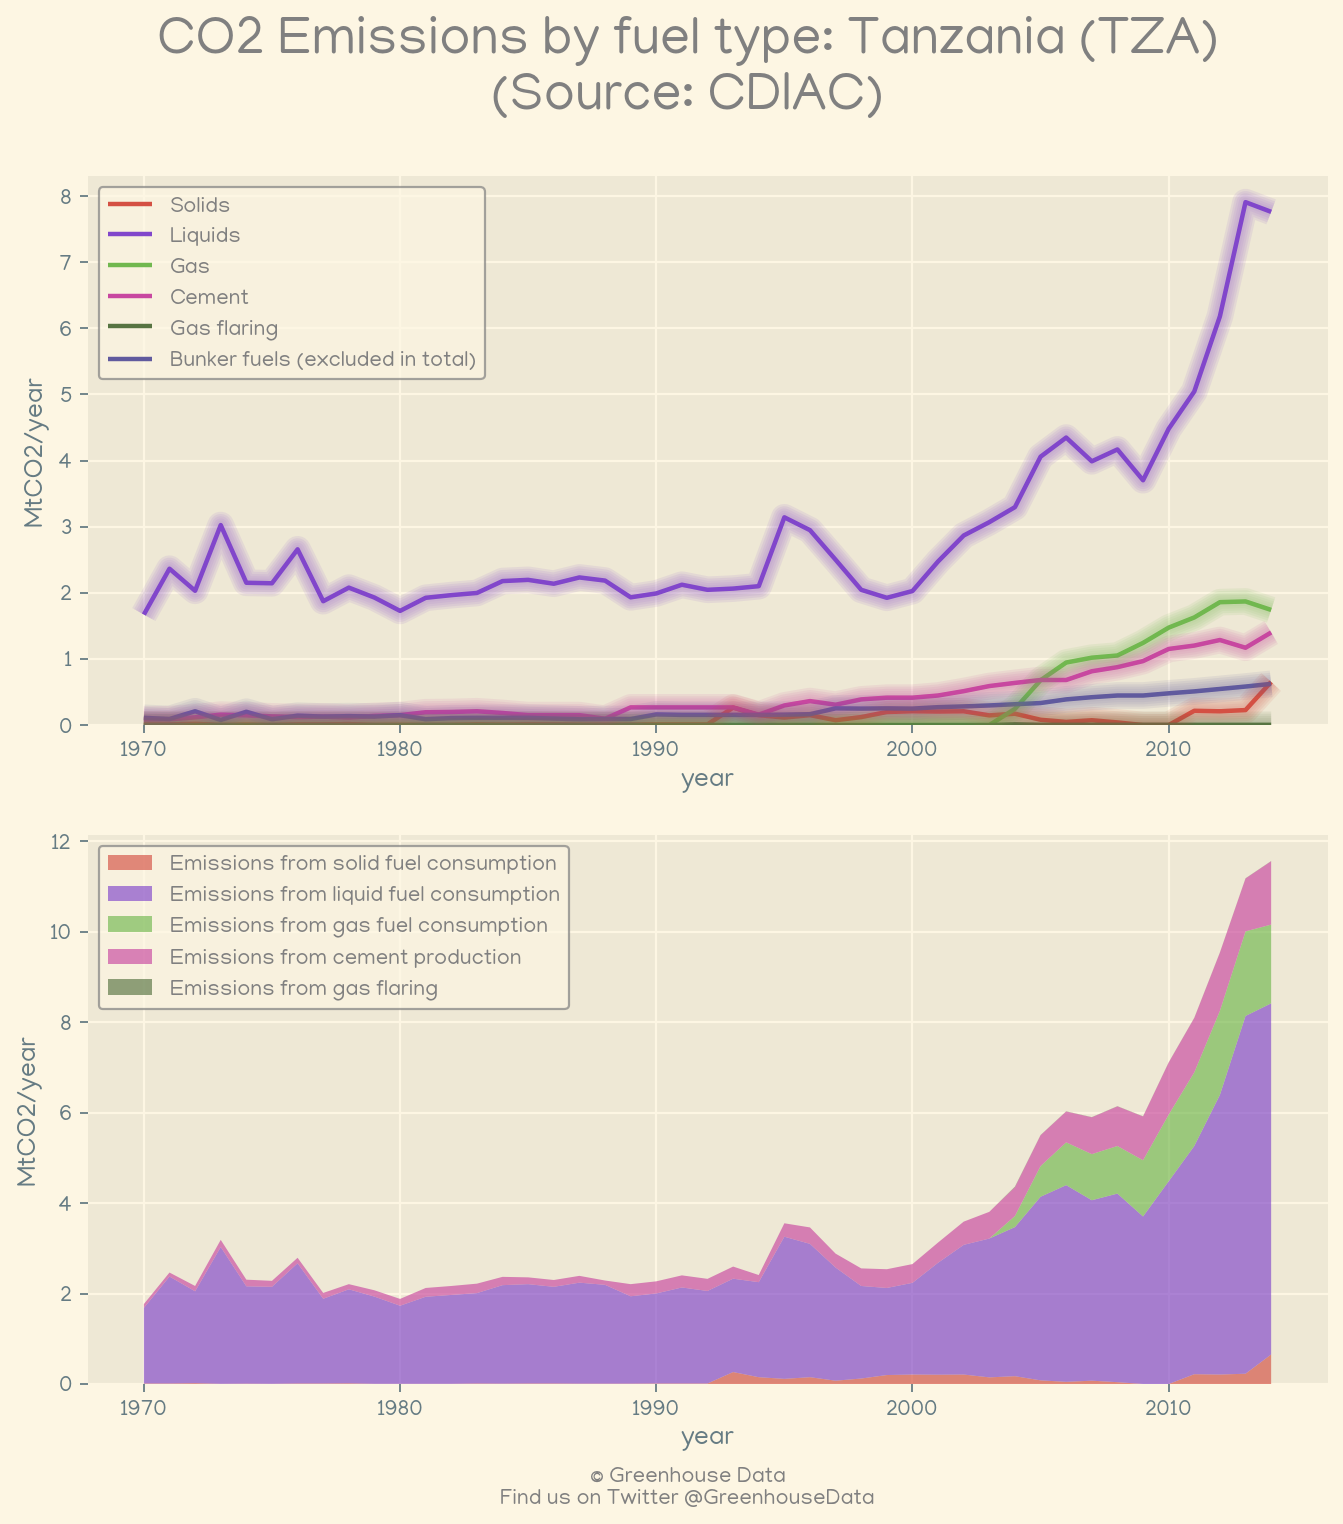 CO2 Emissions by fuel type: Tanzania (TZA)
(Source: CDIAC)
Solids
Liquids
Gas
Cement
Gas flaring
Bunker fuels (excluded in total)
MtCO2/year
8
7
6
5
4
3
2
1
0
1970
1980
1990
2000
2010
year
Emissions from solid fuel consumption
Emissions from liquid fuel consumption
Emissions from gas fuel consumption
Emissions from cement production
Emissions from gas flaring
MtCO2/year
12
10
8
6
4
2
0
1970
1980
1990
2000
2010
year
© Greenhouse Data
Find us on Twitter @GreenhouseData